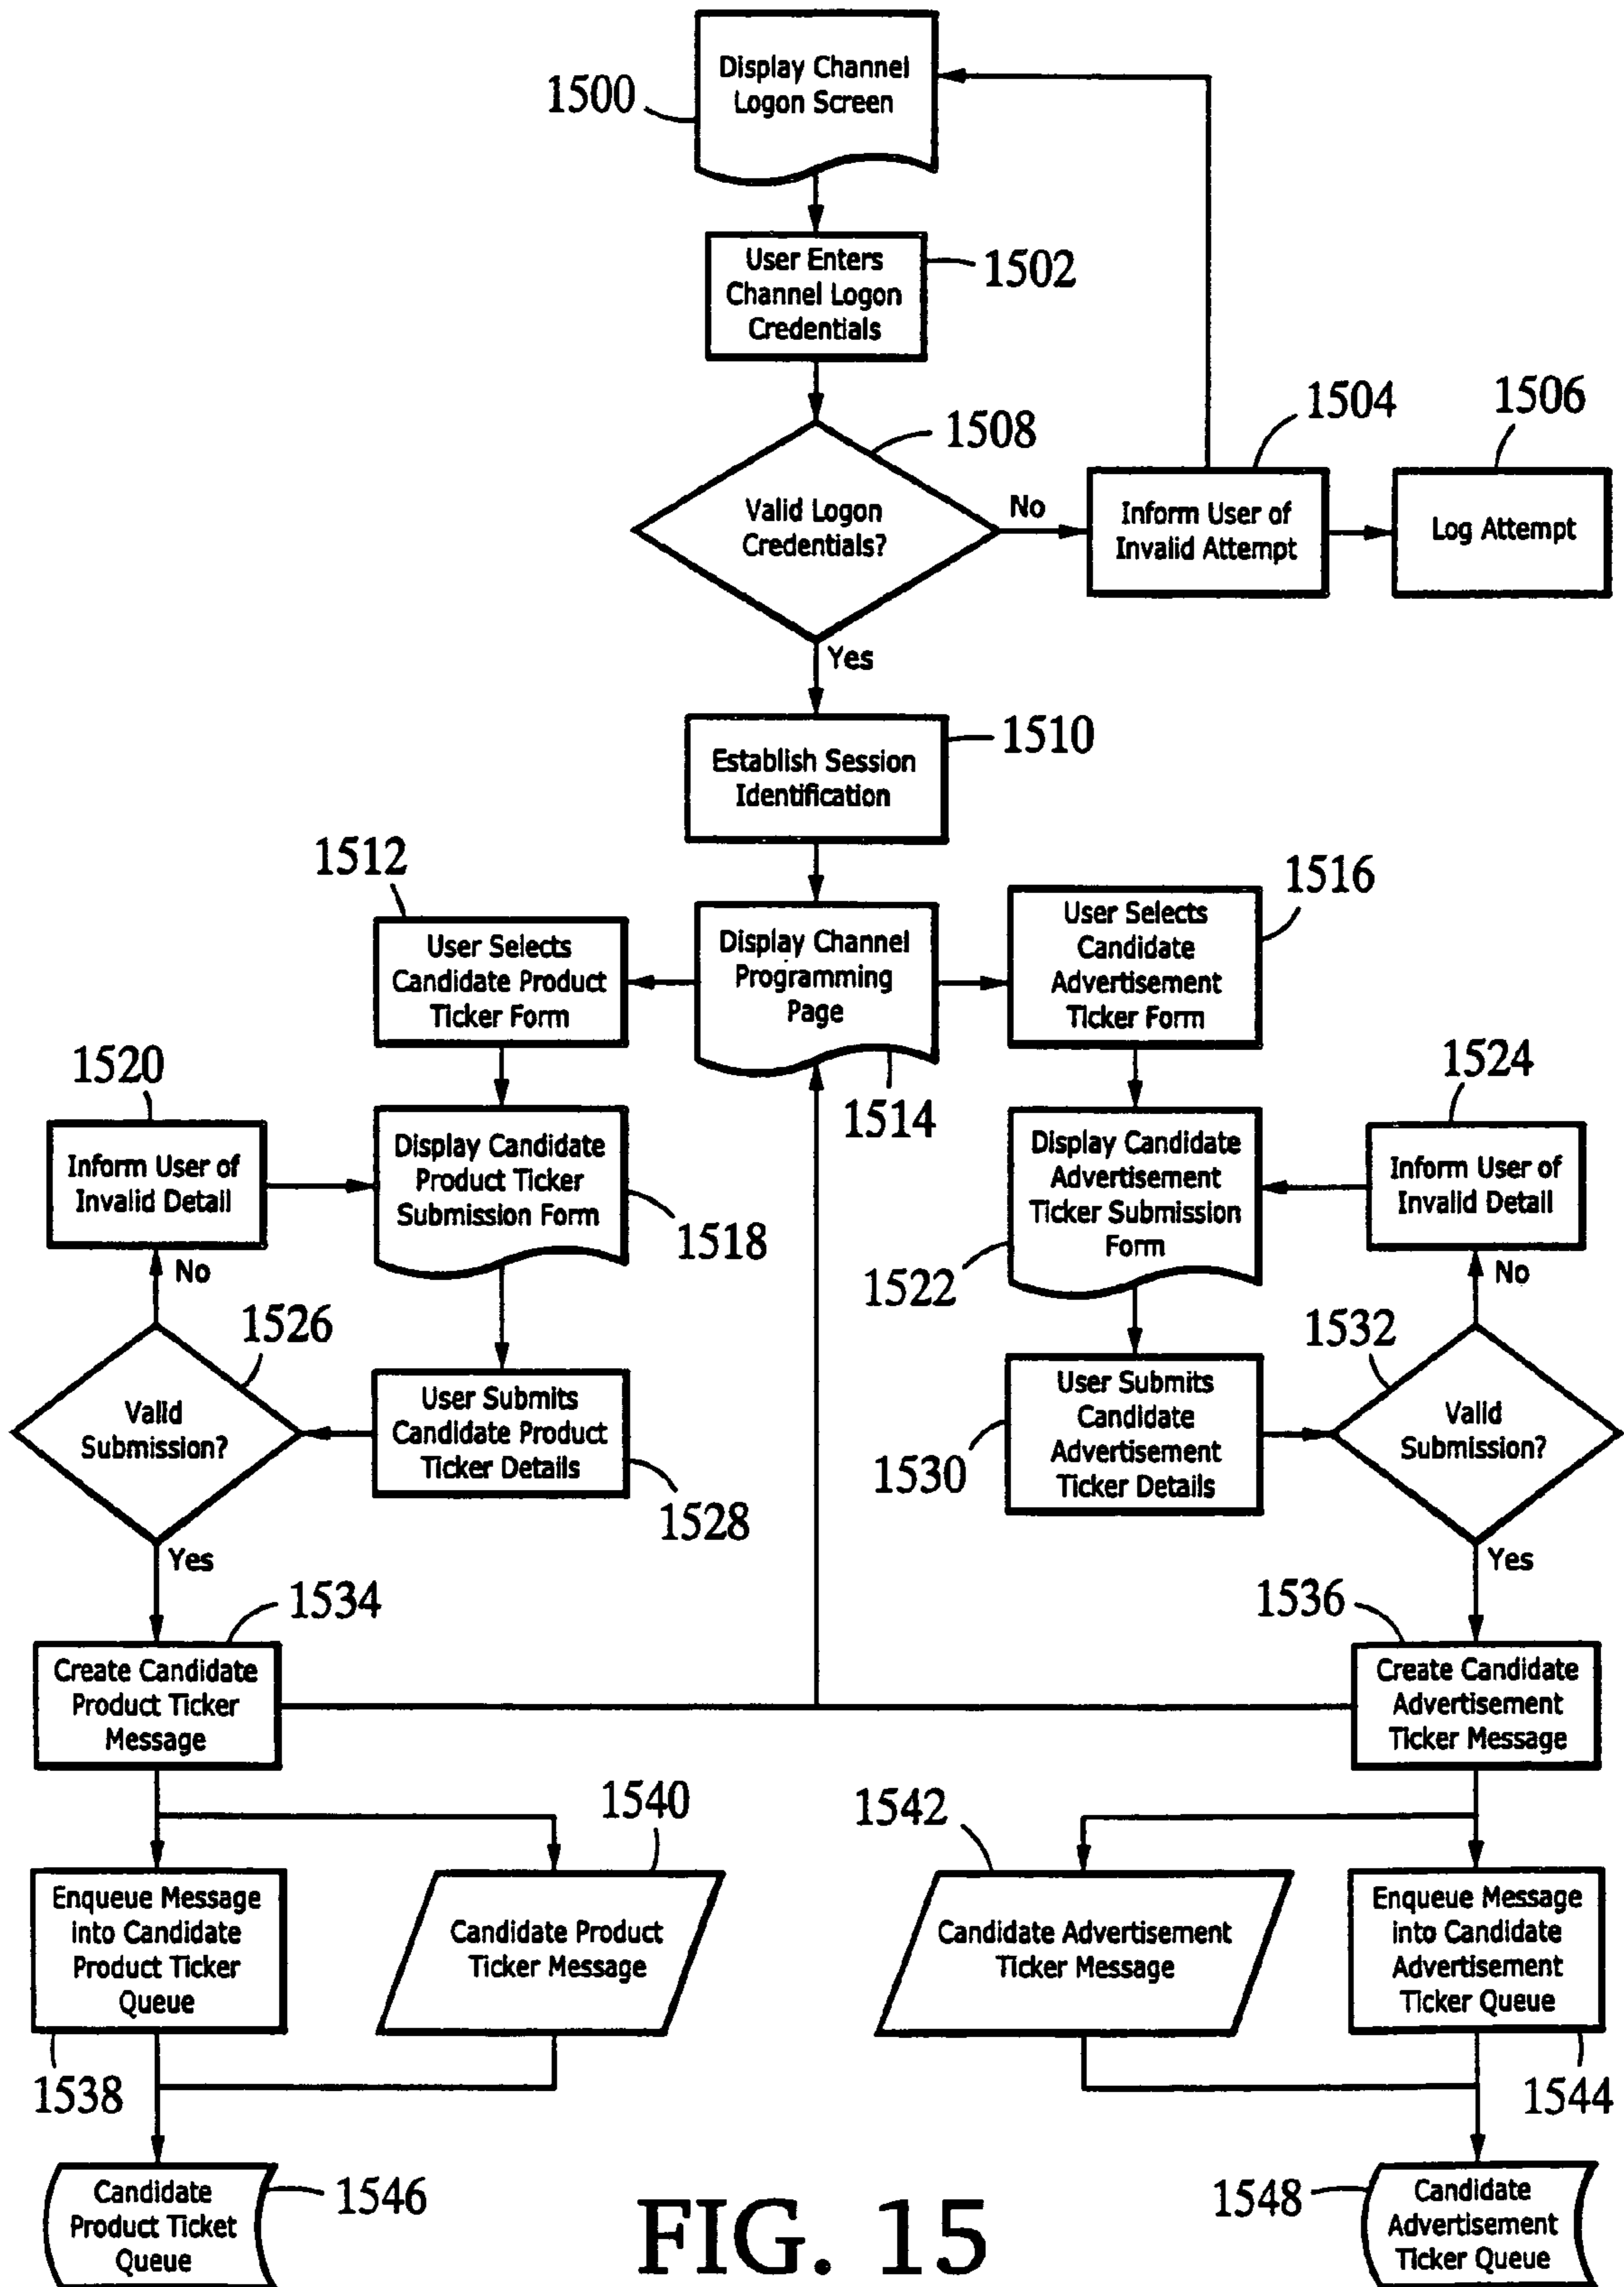 Display Channel
Logon Screen
1500
User Enters
Channel Logon
Credentials
1502
1508
Valid Logon
Credentials?
No
1504
Inform User of
Invalid Attempt
1506
Log Attempt
Yes
Establish Session
Identification
1510
1512
User Selects
Candidate Product
Ticker Form
Display Channel
Programming
Page
1514
1516
User Selects
Candidate
Advertisement
Ticker Form
1520
Inform User of
Invalid Detail
Display Candidate
Product Ticker
Submission Form
1518
Display Candidate
Advertisement
Ticker Submission
Form
1522
1524
Inform User of
Invalid Detail
No
No
1526
Valid
Submission?
User Submits
Candidate Product
Ticker Details
1528
User Submits
Candidate
Advertisement
Ticker Details
1530
1532
Valid
Submission?
Yes
Yes
1534
Create Candidate
Product Ticker
Message
1536
Create Candidate
Advertisement
Ticker Message
1540
1542
Enqueue Message
into Candidate
Product Ticker
Queue
1538
Candidate Product
Ticker Message
Candidate Advertisement
Ticker Message
Enqueue Message
into Candidate
Advertisement
Ticker Queue
1544
Candidate
Product Ticket
Queue
1546
FIG. 15
1548
Candidate
Advertisement
Ticker Queue